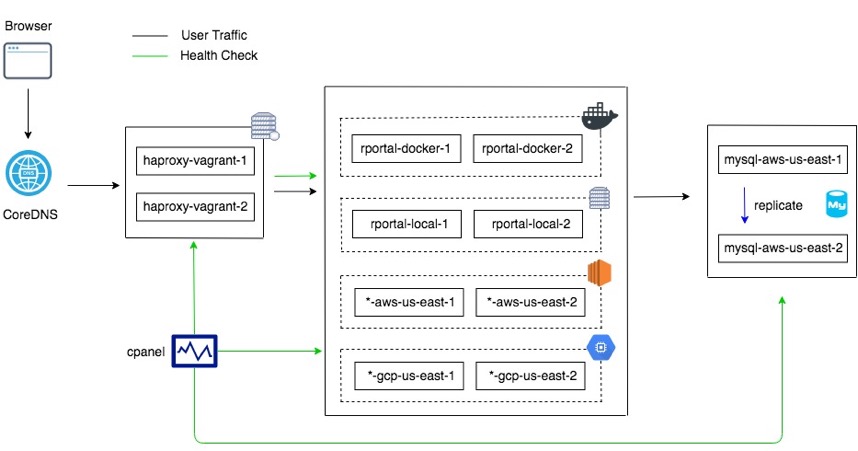 Browser
User Traffic
Health Check
DNS
CoreDNS
haproxy-vagrant-1
haproxy-vagrant-2
rportal-docker-1
rportal-docker-2
rportal-local-1
rportal-local-2
*-aws-us-east-1
*-aws-us-east-2
*-gcp-us-east-1
*-gcp-us-east-2
cpanel
mysql-aws-us-east-1
replicate
My
mysql-aws-us-east-2